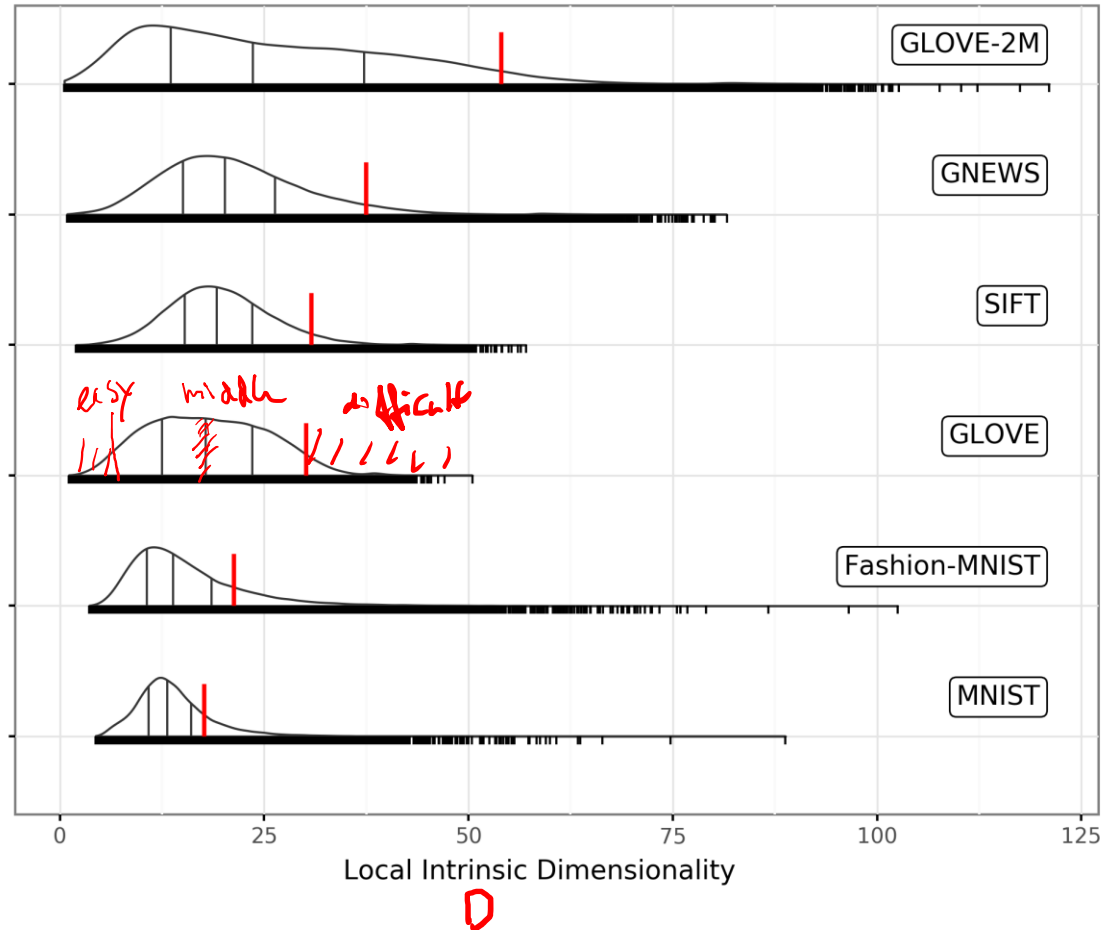 GLOVE-2M
GNEWS
SIFT
easy middle difficult
GLOVE
Fashion-MNIST
MNIST
0 25 50 75 100 125
Local Intrinsic Dimensionality
D